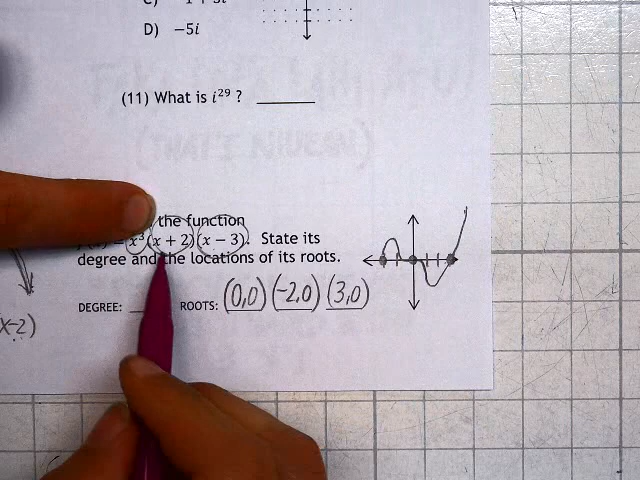 D) −5i
(11) What is i²⁹ ? ______
the function
= x³(x + 2)(x − 3). State its
degree and the locations of its roots.
DEGREE: __ ROOTS: (0,0) (-2,0) (3,0)
x-2)